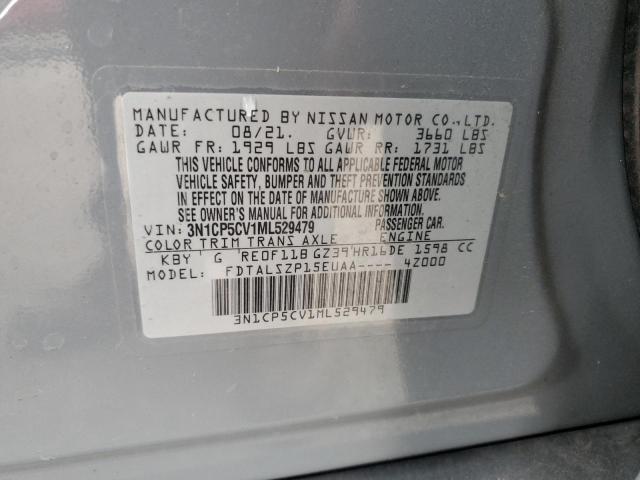 MANUFACTURED BY NISSAN MOTOR CO.,LTD.
DATE: 08/21. GVWR: 3660 LBS
GAWR FR: 1929 LBS GAWR RR: 1731 LBS
THIS VEHICLE CONFORMS TO ALL APPLICABLE FEDERAL MOTOR
VEHICLE SAFETY, BUMPER AND THEFT PREVENTION STANDARDS
IN EFFECT ON THE DATE OF MANUFACTURE SHOWN ABOVE.
SEE OWNER'S MANUAL FOR ADDITIONAL INFORMATION.
VIN: 3N1CP5CV1ML529479 PASSENGER CAR.
COLOR TRIM TRANS AXLE ENGINE
KBY G RE0F11B GZ39 HR16DE 1598 CC
MODEL: FDTALSZP15EUAA---- 4Z000
3N1CP5CV1ML529479